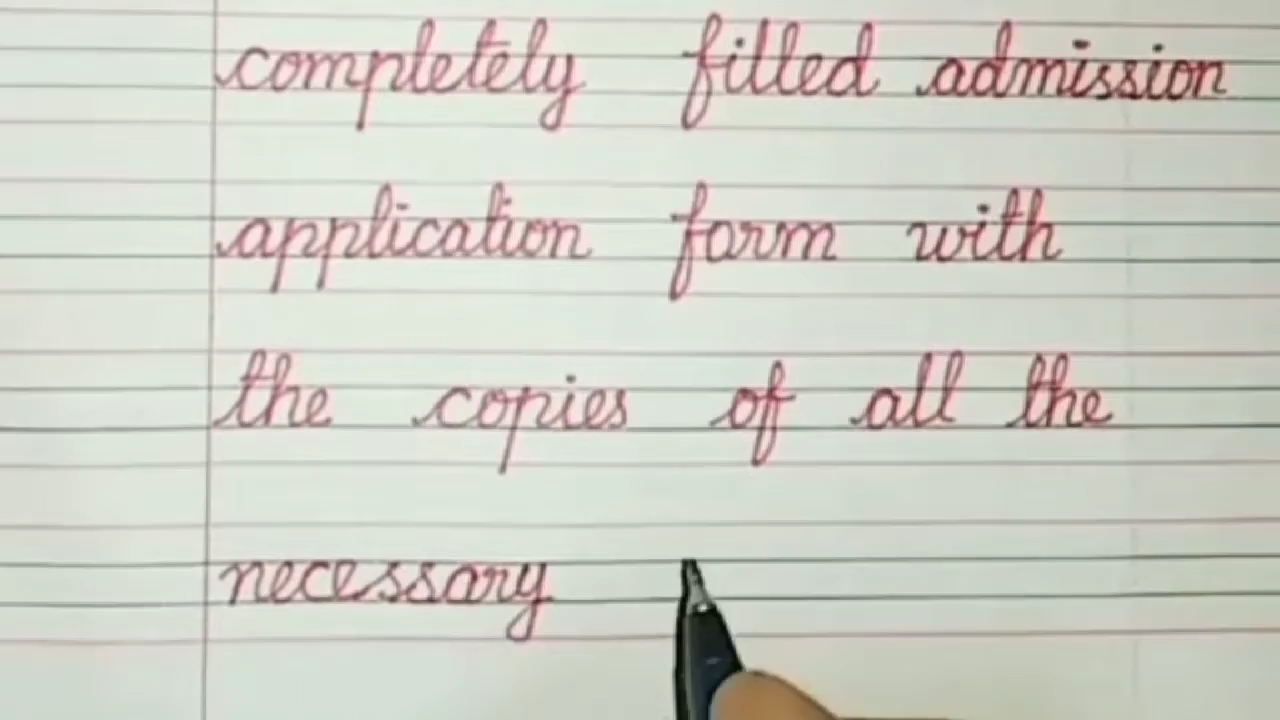 completely filled admission
application form with
the copies of all the
necessary